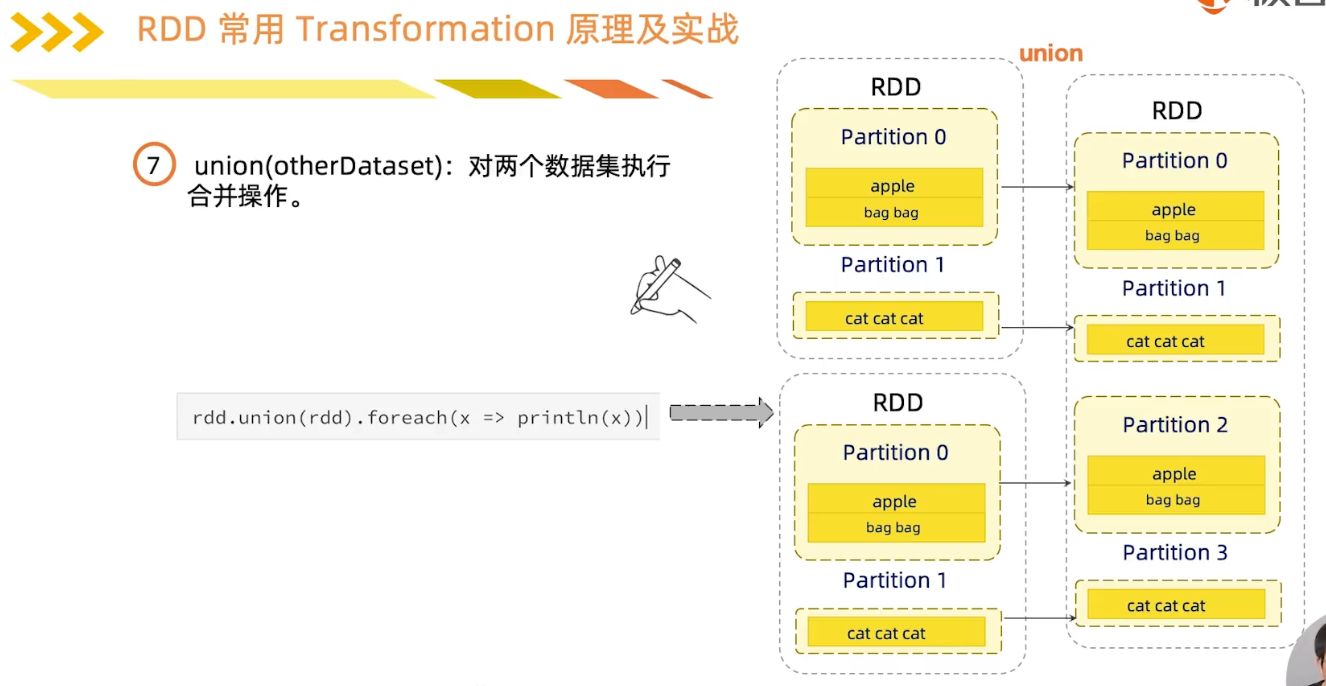 RDD 常用 Transformation 原理及实战
7
union(otherDataset)：对两个数据集执行
合并操作。
rdd.union(rdd).foreach(x => println(x))
union
RDD
Partition 0
apple
bag bag
Partition 1
cat cat cat
RDD
Partition 0
apple
bag bag
Partition 1
cat cat cat
RDD
Partition 0
apple
bag bag
Partition 1
cat cat cat
Partition 2
apple
bag bag
Partition 3
cat cat cat